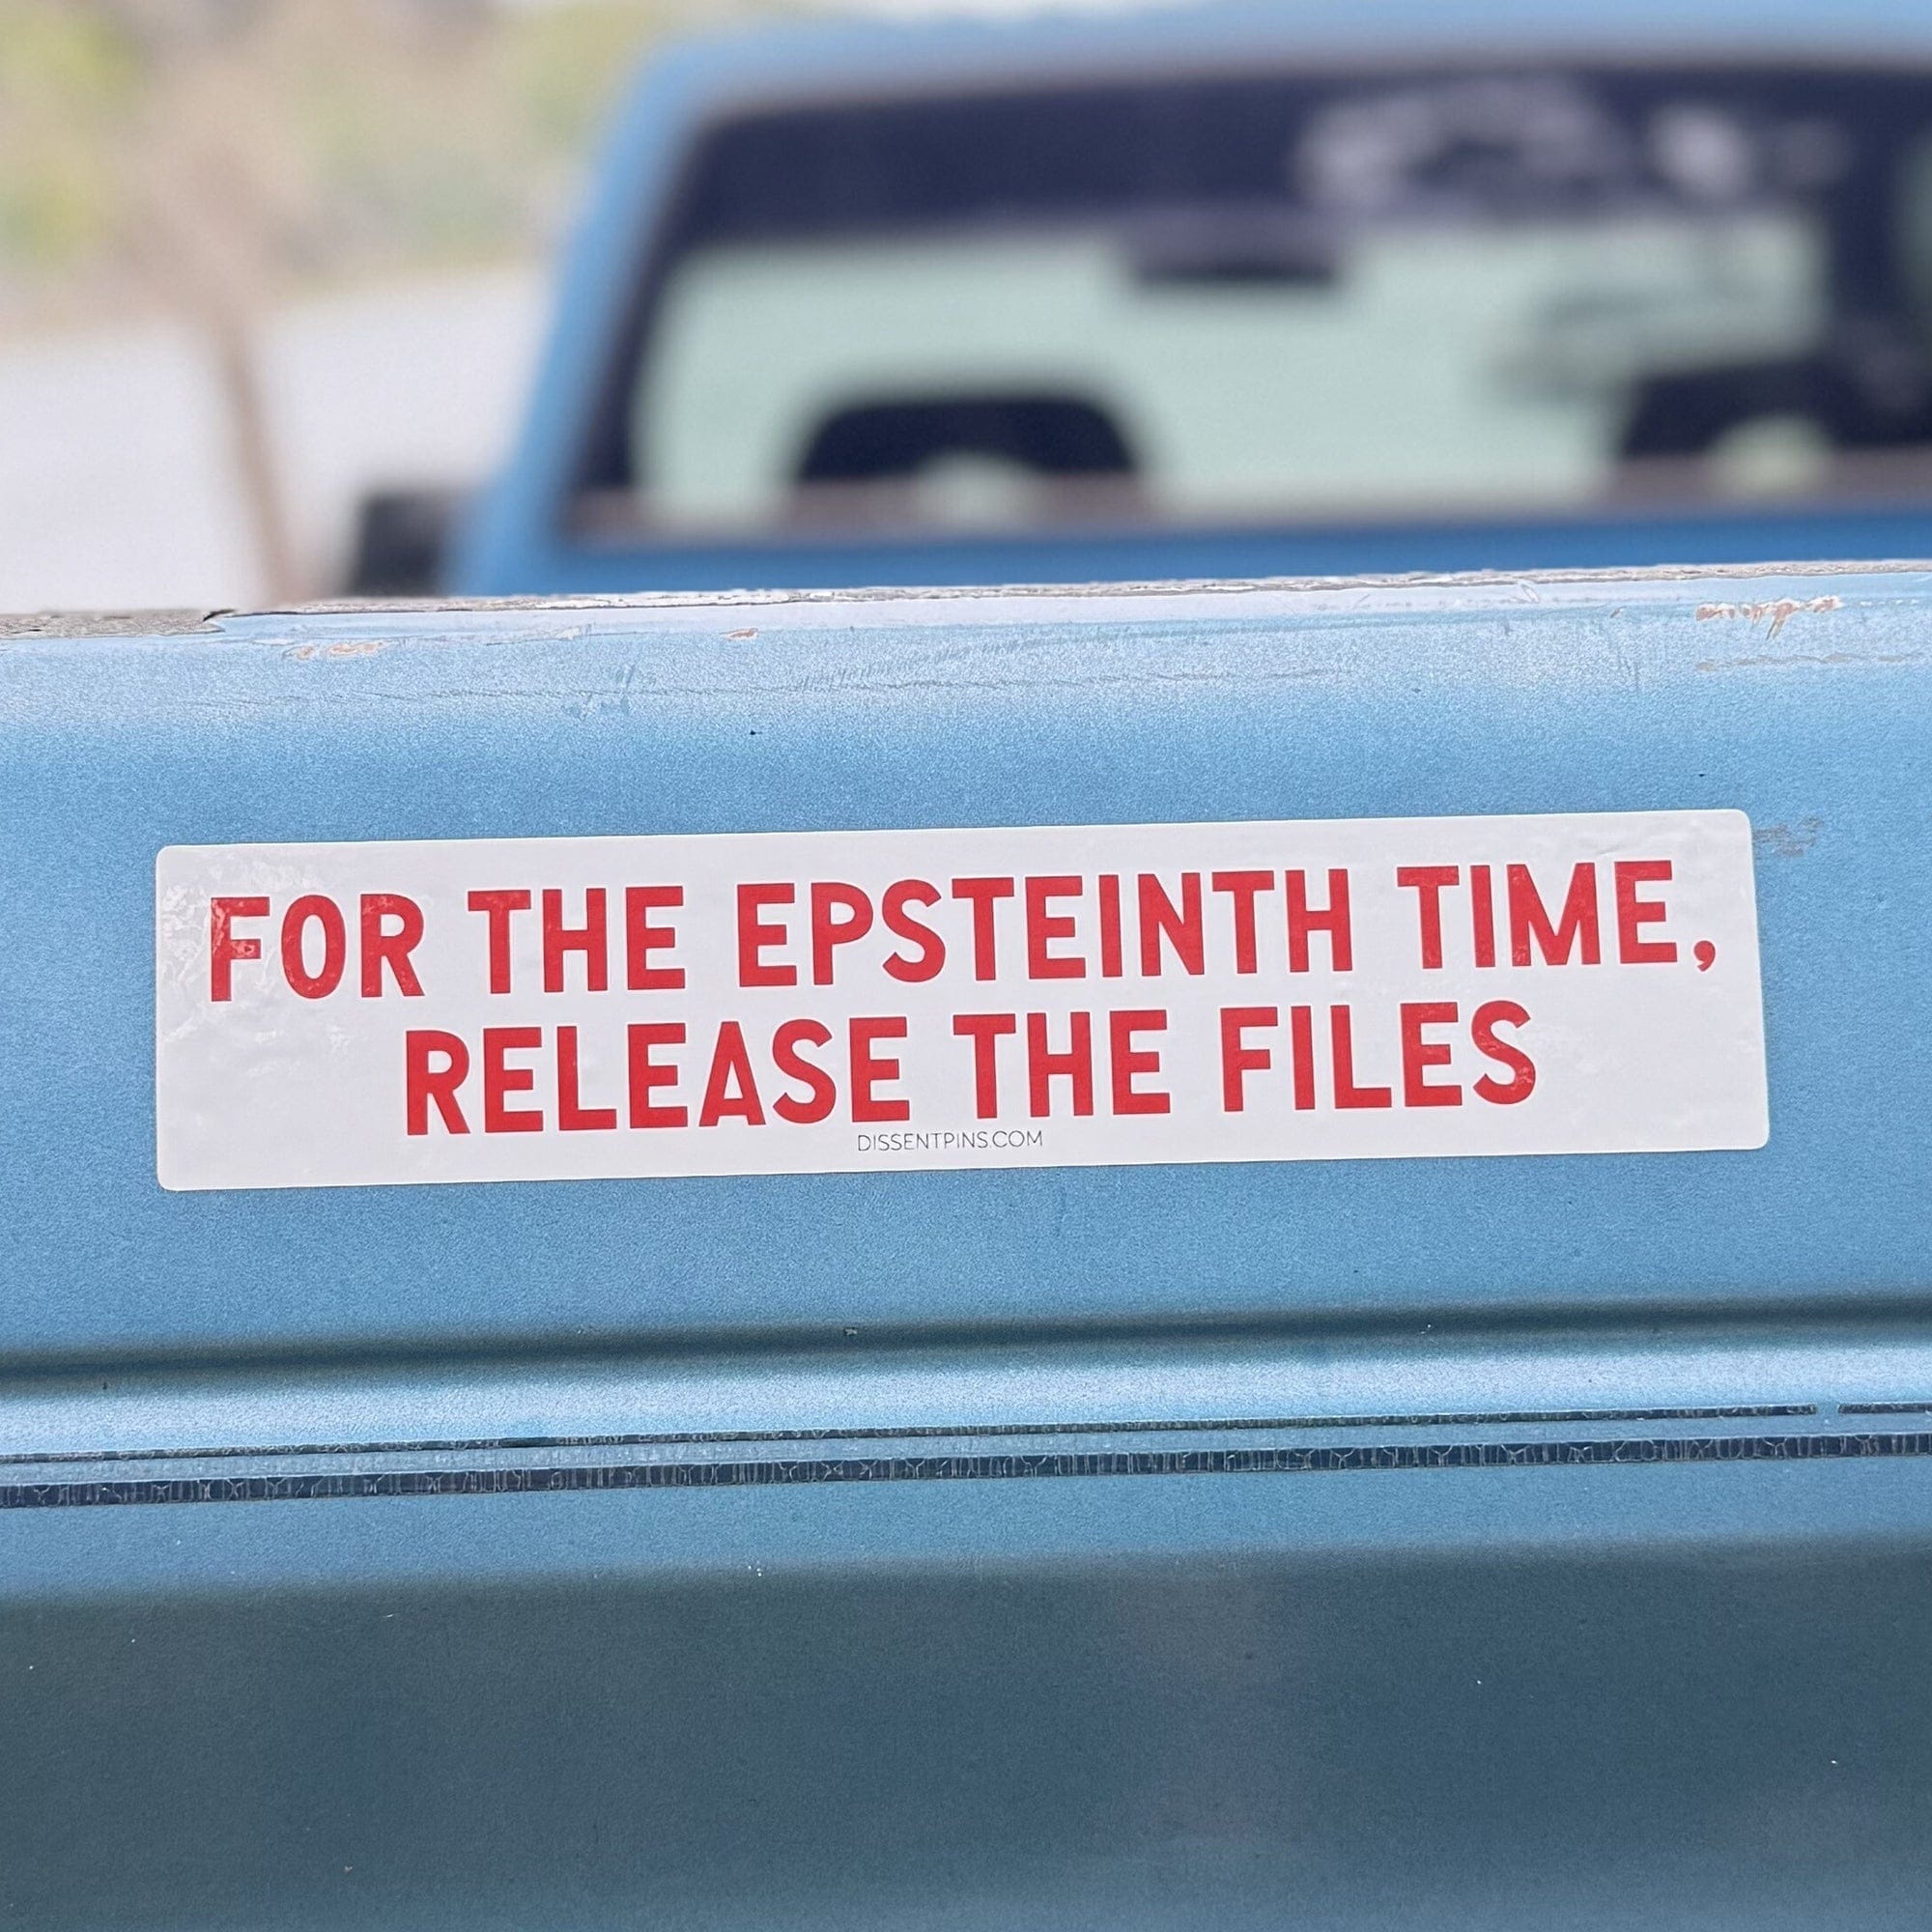 FOR THE EPSTEINTH TIME,
RELEASE THE FILES
DISSENTPINS.COM